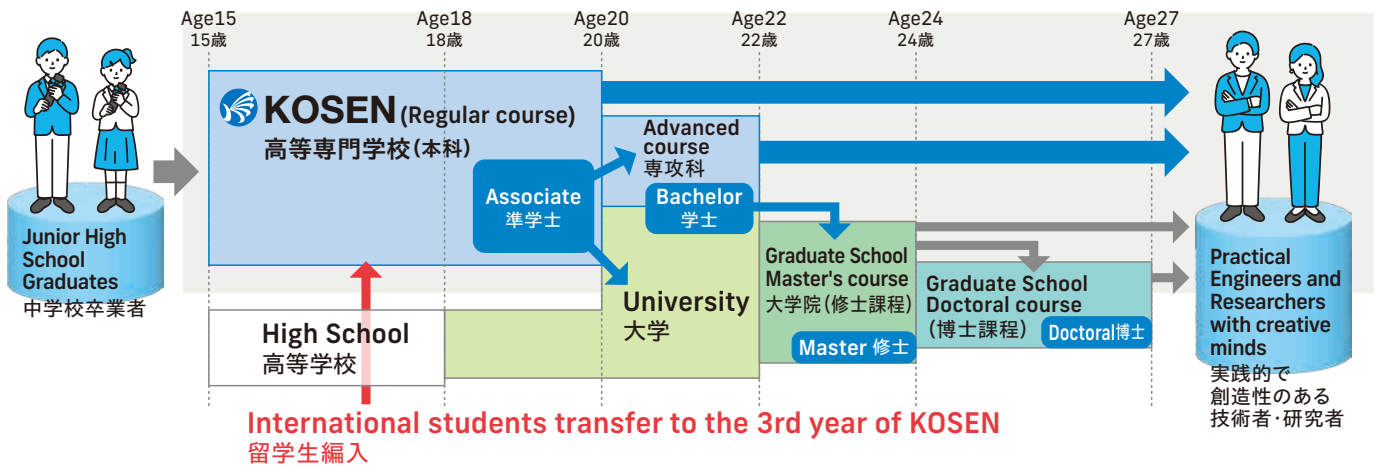 Age15
15歳
Age18
18歳
Age20
20歳
Age22
22歳
Age24
24歳
Age27
27歳
KOSEN (Regular course)
高等専門学校(本科)
Advanced
course
専攻科
Associate
準学士
Bachelor
学士
Junior High
School
Graduates
中学校卒業者
High School
高等学校
University
大学
Graduate School
Master's course
大学院(修士課程)
Master 修士
Graduate School
Doctoral course
(博士課程)
Doctoral博士
Practical
Engineers and
Researchers
with creative
minds
実践的で
創造性のある
技術者・研究者
International students transfer to the 3rd year of KOSEN
留学生編入